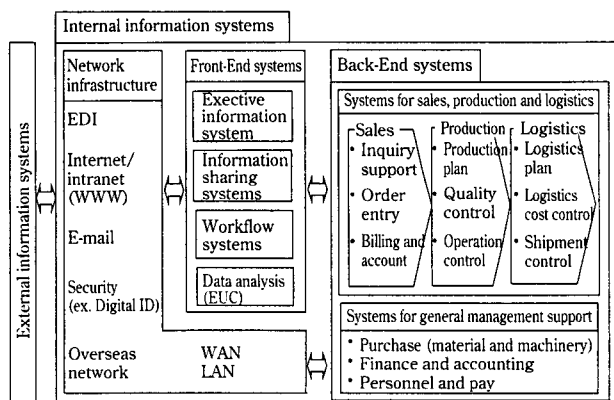 Internal information systems
External information systems
Network
infrastructure
EDI
Internet/
intranet
(WWW)
E-mail
Security
(ex. Digital ID)
Overseas
network
WAN
LAN
Front-End systems
Exective
information
system
Information
sharing
systems
Workflow
systems
Data analysis
(EUC)
Back-End systems
Systems for sales, production and logistics
Sales
• Inquiry
support
• Order
entry
• Billing and
account
Production
• Production
plan
• Quality
control
• Operation
control
Logistics
• Logistics
plan
• Logistics
cost control
• Shipment
control
Systems for general management support
• Purchase (material and machinery)
• Finance and accounting
• Personnel and pay